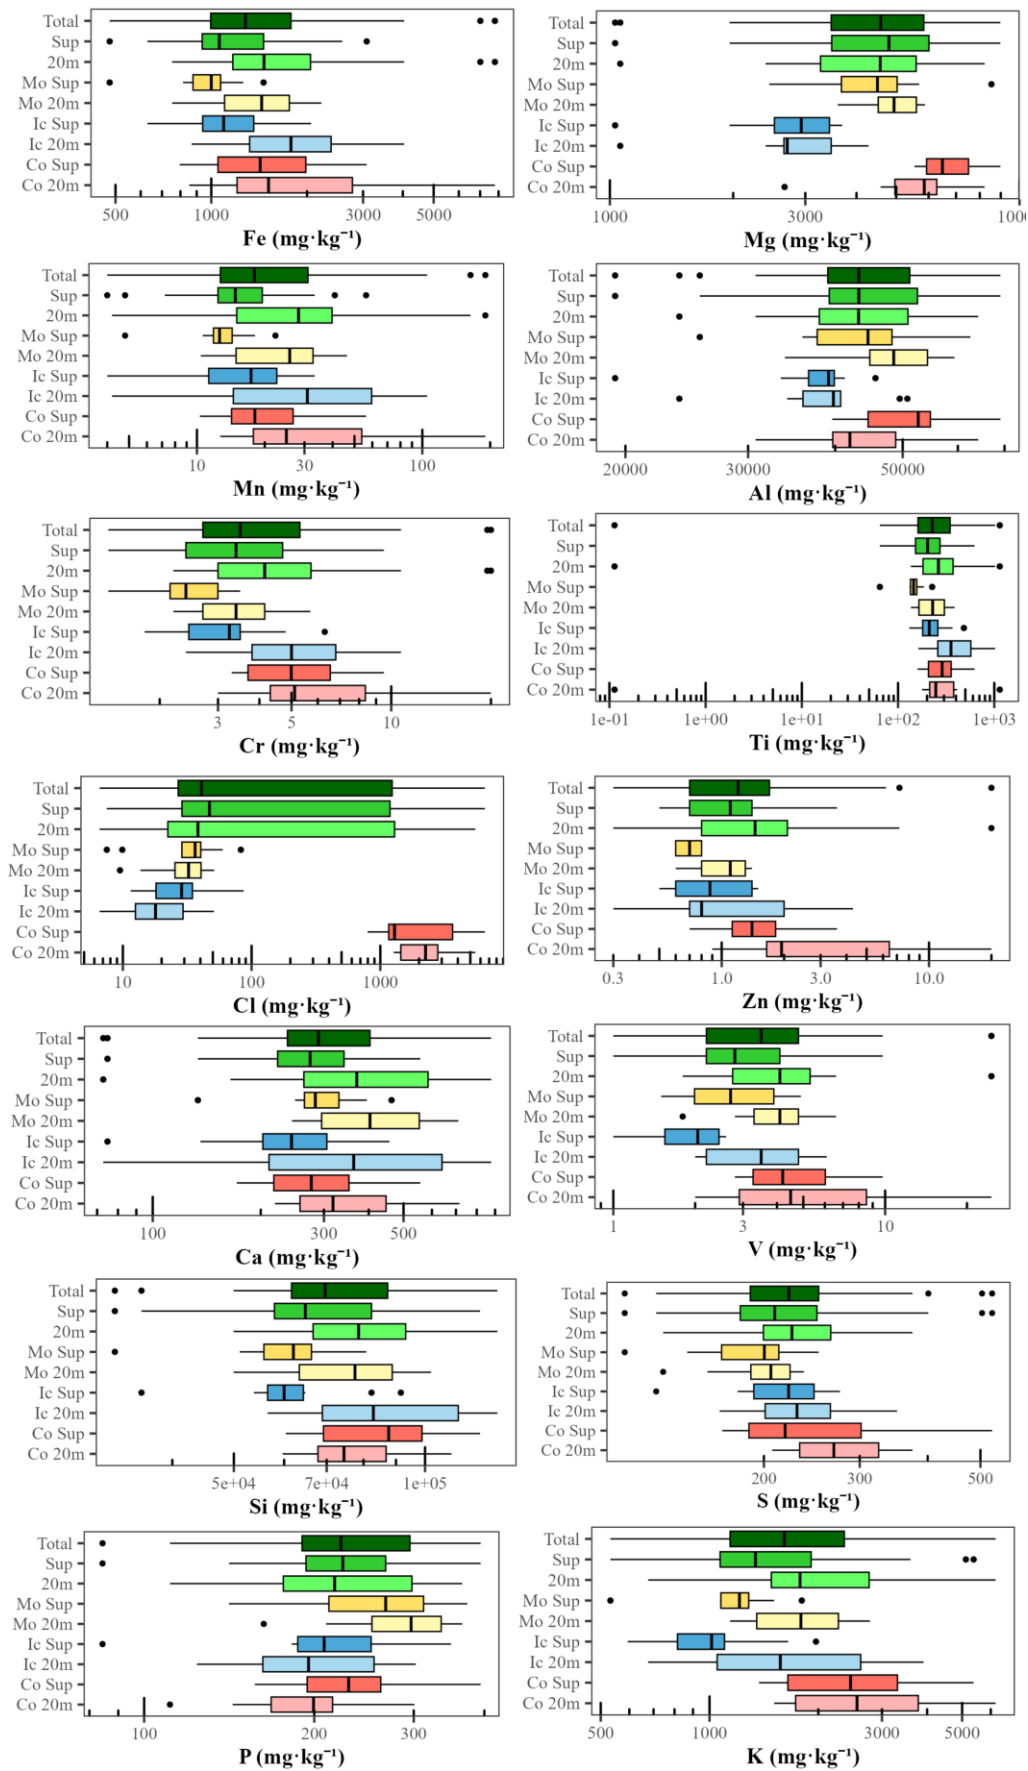 Total
Sup
20m
Mo Sup
Mo 20m
Ic Sup
Ic 20m
Co Sup
Co 20m
500 1000 3000 5000
Fe (mg·kg⁻¹)
Total
Sup
20m
Mo Sup
Mo 20m
Ic Sup
Ic 20m
Co Sup
Co 20m
1000 3000 1000
Mg (mg·kg⁻¹)
Total
Sup
20m
Mo Sup
Mo 20m
Ic Sup
Ic 20m
Co Sup
Co 20m
10 30 100
Mn (mg·kg⁻¹)
Total
Sup
20m
Mo Sup
Mo 20m
Ic Sup
Ic 20m
Co Sup
Co 20m
20000 30000 50000
Al (mg·kg⁻¹)
Total
Sup
20m
Mo Sup
Mo 20m
Ic Sup
Ic 20m
Co Sup
Co 20m
3 5 10
Cr (mg·kg⁻¹)
Total
Sup
20m
Mo Sup
Mo 20m
Ic Sup
Ic 20m
Co Sup
Co 20m
1e-01 1e+00 1e+01 1e+02 1e+03
Ti (mg·kg⁻¹)
Total
Sup
20m
Mo Sup
Mo 20m
Ic Sup
Ic 20m
Co Sup
Co 20m
10 100 1000
Cl (mg·kg⁻¹)
Total
Sup
20m
Mo Sup
Mo 20m
Ic Sup
Ic 20m
Co Sup
Co 20m
0.3 1.0 3.0 10.0
Zn (mg·kg⁻¹)
Total
Sup
20m
Mo Sup
Mo 20m
Ic Sup
Ic 20m
Co Sup
Co 20m
100 300 500
Ca (mg·kg⁻¹)
Total
Sup
20m
Mo Sup
Mo 20m
Ic Sup
Ic 20m
Co Sup
Co 20m
1 3 10
V (mg·kg⁻¹)
Total
Sup
20m
Mo Sup
Mo 20m
Ic Sup
Ic 20m
Co Sup
Co 20m
5e+04 7e+04 1e+05
Si (mg·kg⁻¹)
Total
Sup
20m
Mo Sup
Mo 20m
Ic Sup
Ic 20m
Co Sup
Co 20m
200 300 500
S (mg·kg⁻¹)
Total
Sup
20m
Mo Sup
Mo 20m
Ic Sup
Ic 20m
Co Sup
Co 20m
100 200 300
P (mg·kg⁻¹)
Total
Sup
20m
Mo Sup
Mo 20m
Ic Sup
Ic 20m
Co Sup
Co 20m
500 1000 3000 5000
K (mg·kg⁻¹)